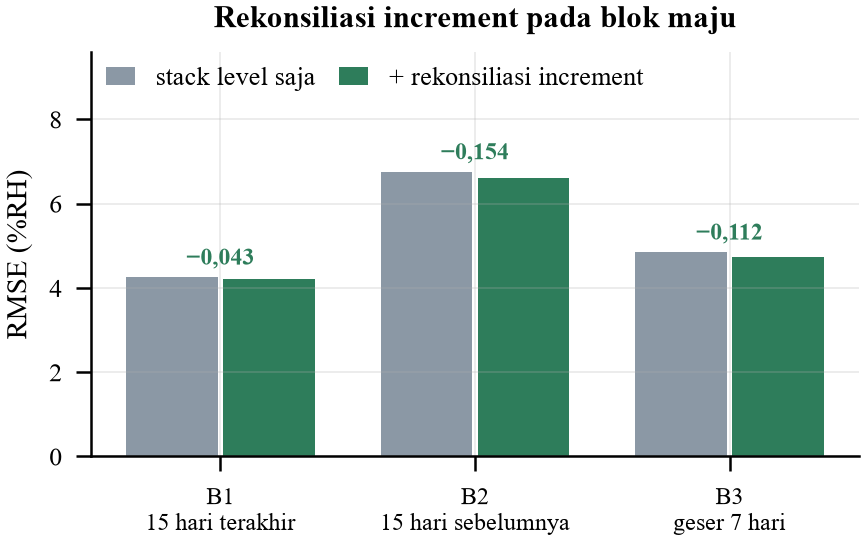 Rekonsiliasi increment pada blok maju
stack level saja
+ rekonsiliasi increment
RMSE (%RH)
8
6
4
2
0
−0,043
−0,154
−0,112
B1
15 hari terakhir
B2
15 hari sebelumnya
B3
geser 7 hari